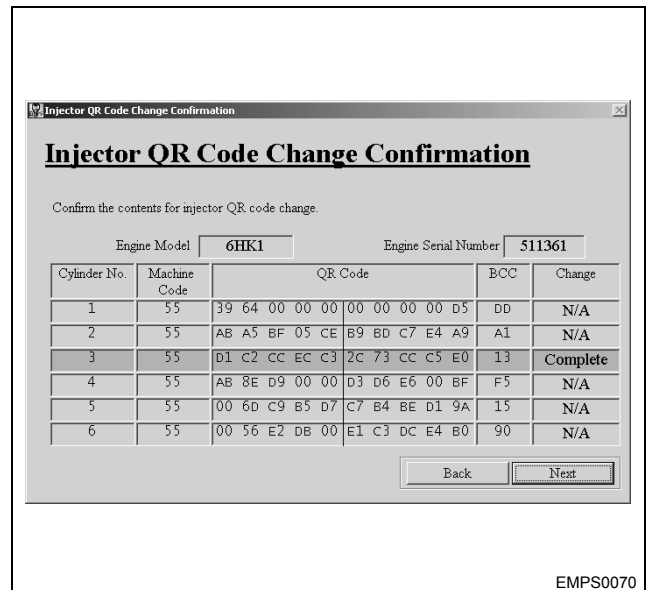 Injector QR Code Change Confirmation
Injector QR Code Change Confirmation
Confirm the contents for injector QR code change.
Engine Model 6HK1 Engine Serial Number 511361
Cylinder No. Machine Code QR Code BCC Change
1 55 39 64 00 00 00 00 00 00 00 D5 DD N/A
2 55 AB A5 BF 05 CE B9 BD C7 E4 A9 A1 N/A
3 55 D1 C2 CC EC C3 2C 73 CC C5 E0 13 Complete
4 55 AB 8E D9 00 00 D3 D6 E6 00 BF F5 N/A
5 55 00 6D C9 B5 D7 C7 B4 BE D1 9A 15 N/A
6 55 00 56 E2 DB 00 E1 C3 DC E4 B0 90 N/A
Back Next
EMPS0070